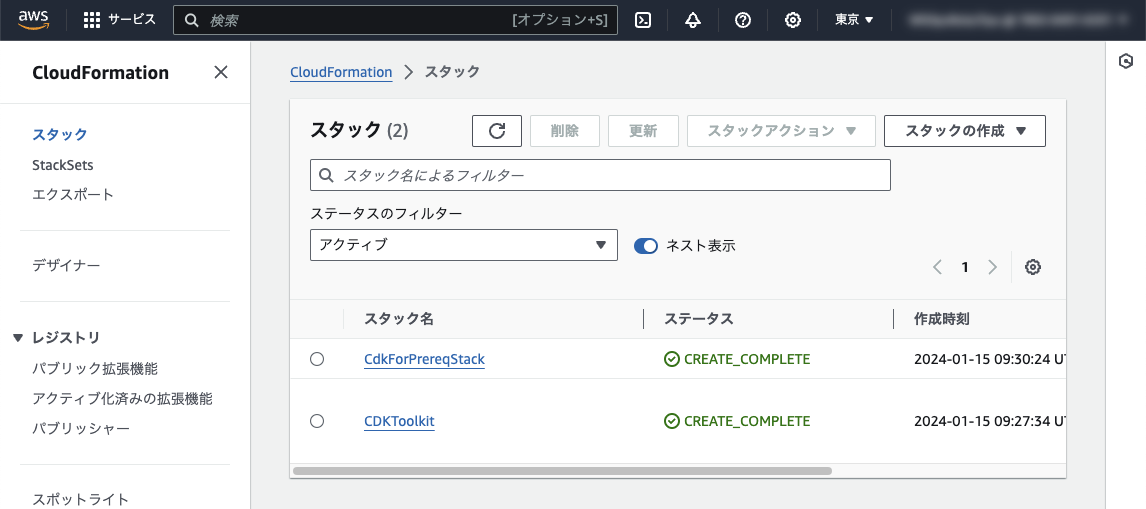 aws サービス 検索 [オプション+S] 東京
CloudFormation
スタック
StackSets
エクスポート
デザイナー
レジストリ
パブリック拡張機能
アクティブ化済みの拡張機能
パブリッシャー
スポットライト
CloudFormation スタック
スタック (2) 削除 更新 スタックアクション スタックの作成
スタック名によるフィルター
ステータスのフィルター
アクティブ ネスト表示
1
スタック名 ステータス 作成時刻
CdkForPrereqStack CREATE_COMPLETE 2024-01-15 09:30:24
CDKToolkit CREATE_COMPLETE 2024-01-15 09:27:34